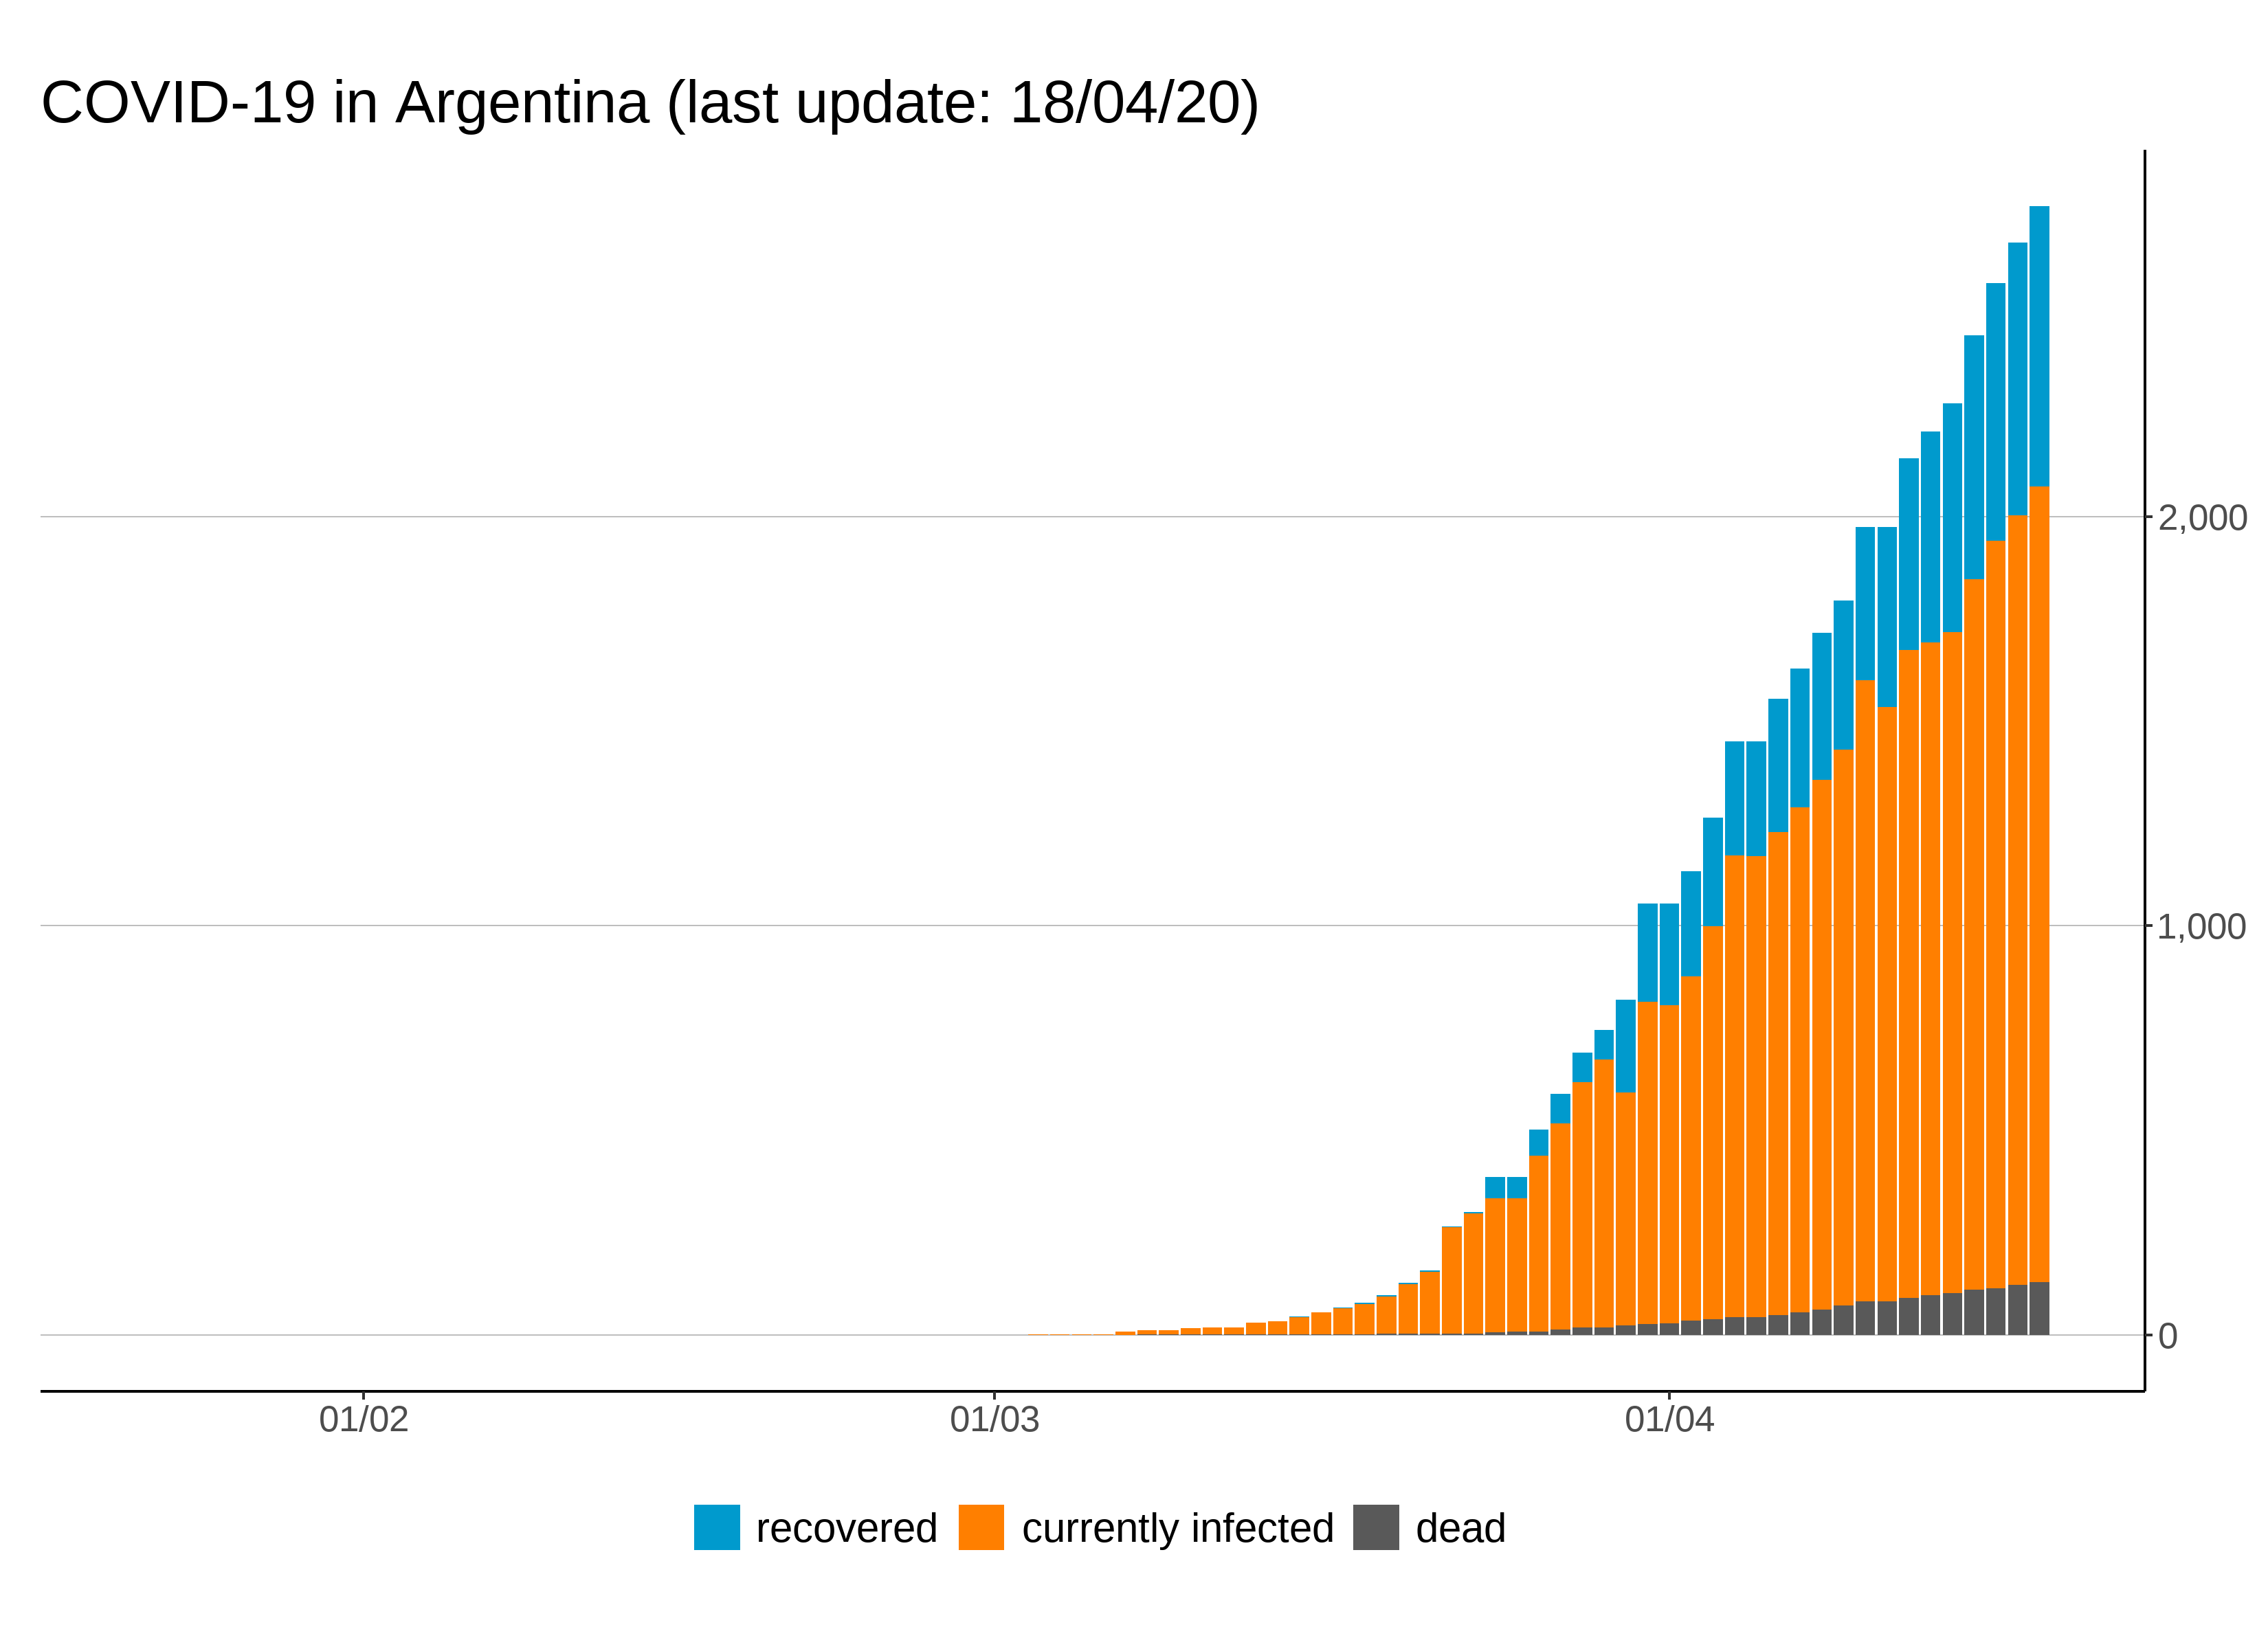 COVID-19 in Argentina (last update: 18/04/20)
2,000
1,000
0
01/02 01/03 01/04
recovered currently infected dead